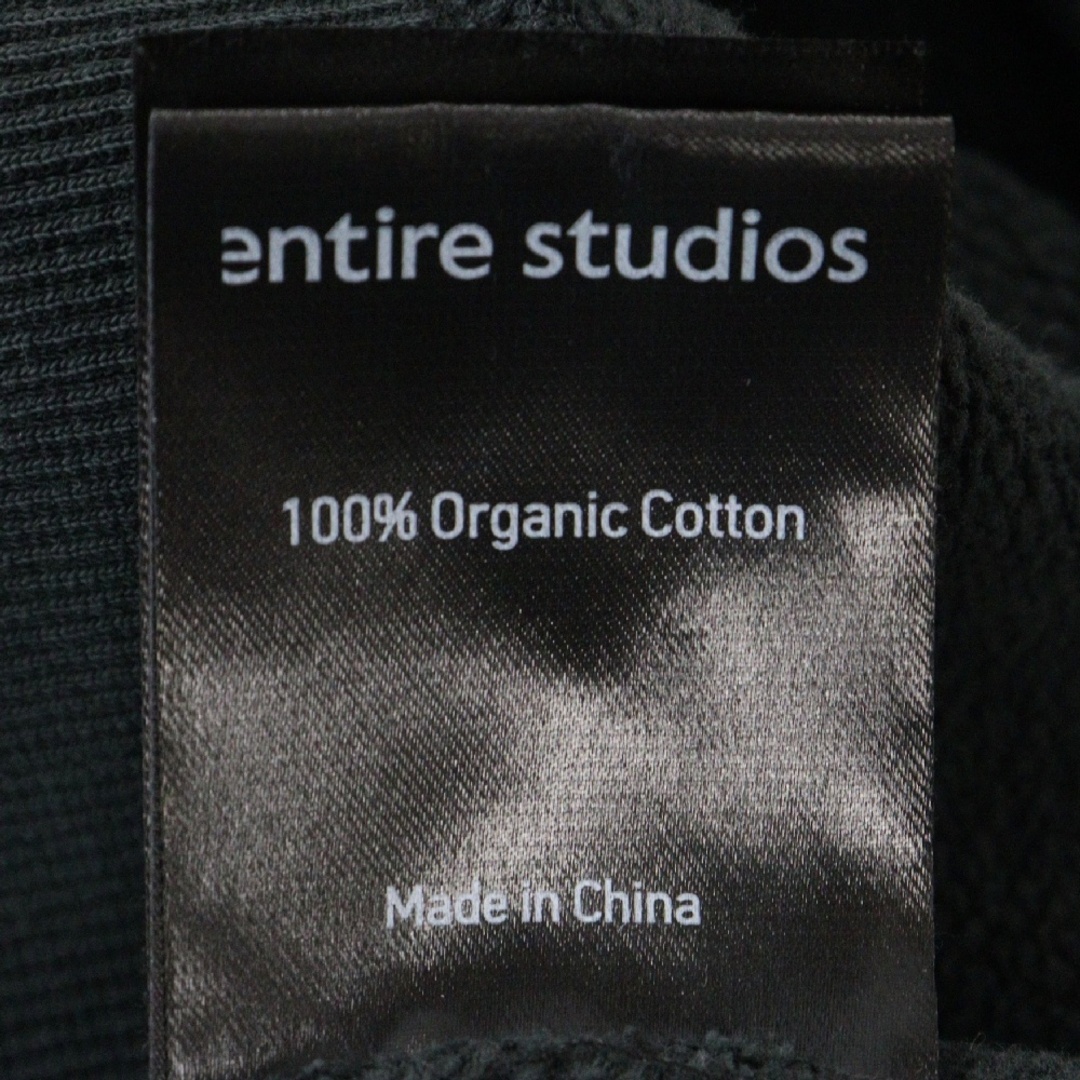 entire studios
100% Organic Cotton
Made in China